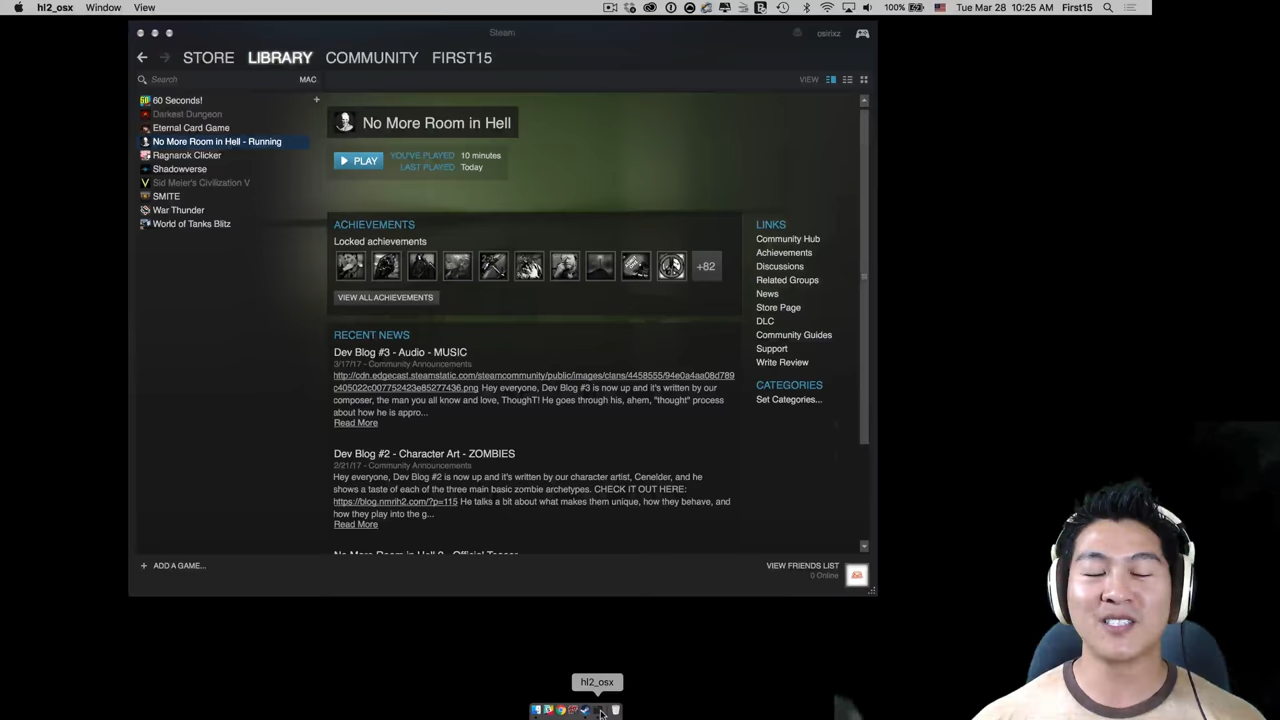 hl2_osx Window View 100% Tue Mar 28 10:25 AM First15
Steam
osirixz
STORE LIBRARY COMMUNITY FIRST15
Search MAC VIEW
60 Seconds!
Darkest Dungeon
Eternal Card Game
No More Room in Hell - Running
Ragnarok Clicker
Shadowverse
Sid Meier's Civilization V
SMITE
War Thunder
World of Tanks Blitz
No More Room in Hell
PLAY
YOU'VE PLAYED 10 minutes
LAST PLAYED Today
ACHIEVEMENTS
Locked achievements
+82
VIEW ALL ACHIEVEMENTS
LINKS
Community Hub
Achievements
Discussions
Related Groups
News
Store Page
DLC
Community Guides
Support
Write Review
CATEGORIES
Set Categories...
RECENT NEWS
Dev Blog #3 - Audio - MUSIC
3/17/17 - Community Announcements
http://cdn.edgecast.steamstatic.com/steamcommunity/public/images/clans/4458555/94e0a4aa08d789
c405022c007752423e85277436.png Hey everyone, Dev Blog #3 is now up and it's written by our
composer, the man you all know and love, ThoughT! He goes through his, ahem, "thought" process
about how he is appro...
Read More
Dev Blog #2 - Character Art - ZOMBIES
2/21/17 - Community Announcements
Hey everyone, Dev Blog #2 is now up and it's written by our character artist, Cenelder, and he
shows a taste of each of the three main basic zombie archetypes. CHECK IT OUT HERE:
https://blog.nmrih2.com/?p=115 He talks a bit about what makes them unique, how they behave, and
how they play into the g...
Read More
No More Room in Hell 2 - Official Teaser
+ ADD A GAME...
VIEW FRIENDS LIST
0 Online
hl2_osx